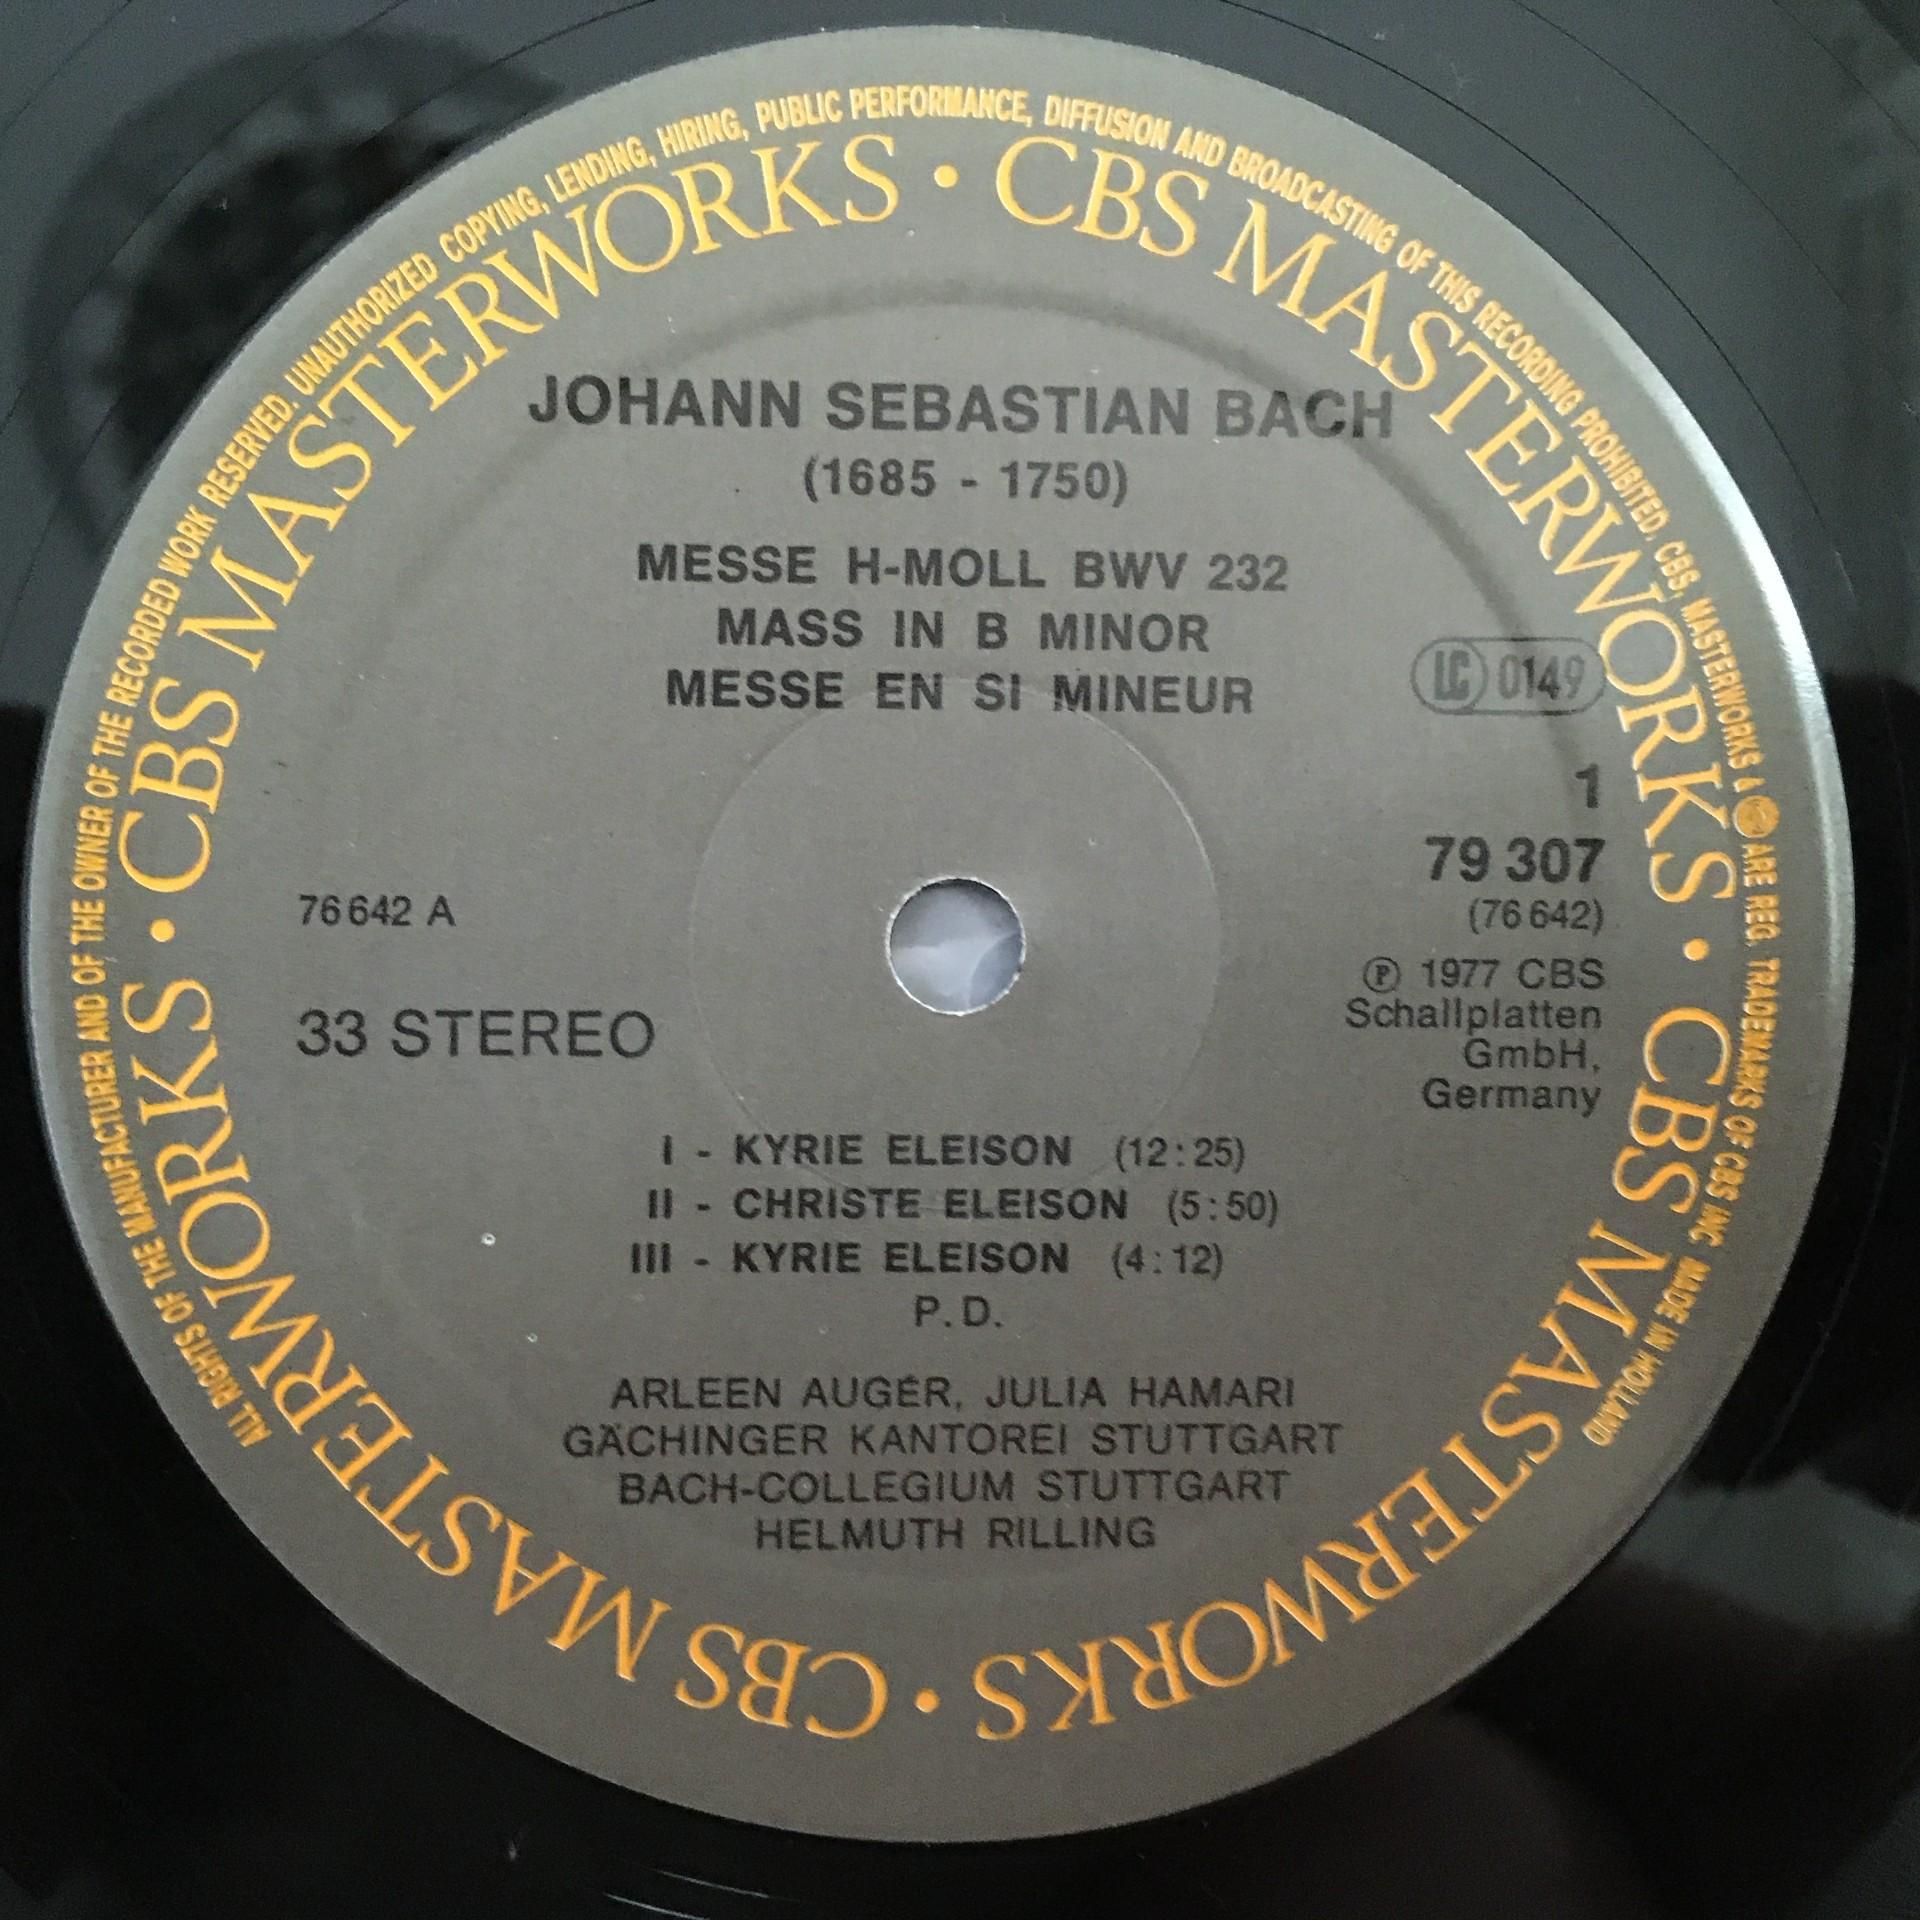 ALL RIGHTS OF THE MANUFACTURER AND OF THE OWNER OF THE RECORDED WORK RESERVED. UNAUTHORIZED COPYING, LENDING, HIRING, PUBLIC PERFORMANCE, DIFFUSION AND BROADCASTING OF THIS RECORDING PROHIBITED. CBS, MASTERWORKS & ARE REG. TRADEMARKS OF CBS INC MADE IN HOLLAND
CBS MASTERWORKS • CBS MASTERWORKS • CBS MASTERWORKS • CBS MASTERWORKS •
JOHANN SEBASTIAN BACH
(1685 - 1750)
MESSE H-MOLL BWV 232
MASS IN B MINOR
MESSE EN SI MINEUR
LC 0149
1
79 307
(76 642)
76 642 A
℗ 1977 CBS
Schallplatten
GmbH,
Germany
33 STEREO
I - KYRIE ELEISON (12:25)
II - CHRISTE ELEISON (5:50)
III - KYRIE ELEISON (4:12)
P.D.
ARLEEN AUGÉR, JULIA HAMARI
GÄCHINGER KANTOREI STUTTGART
BACH-COLLEGIUM STUTTGART
HELMUTH RILLING